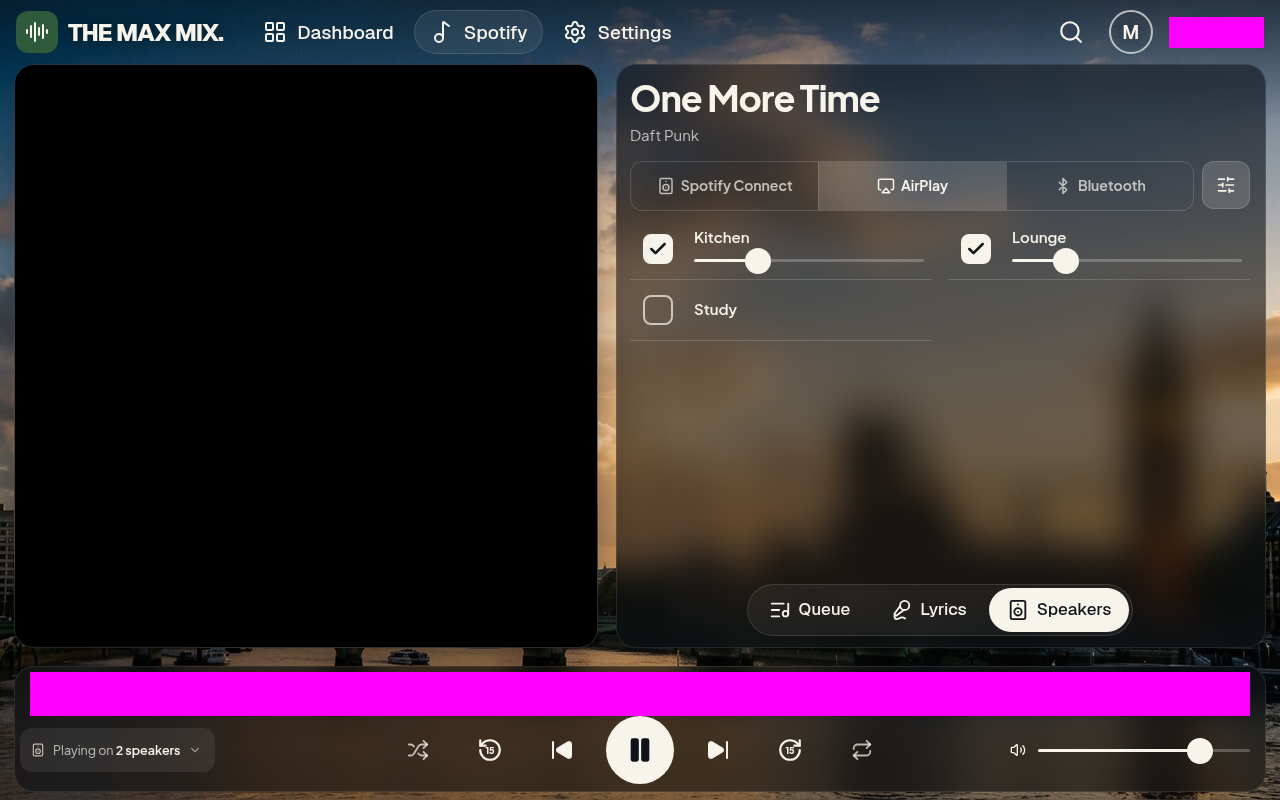 THE MAX MIX.
Dashboard
Spotify
Settings
M
One More Time
Daft Punk
Spotify Connect
AirPlay
Bluetooth
Kitchen
Lounge
Study
Queue
Lyrics
Speakers
Playing on 2 speakers
15
15